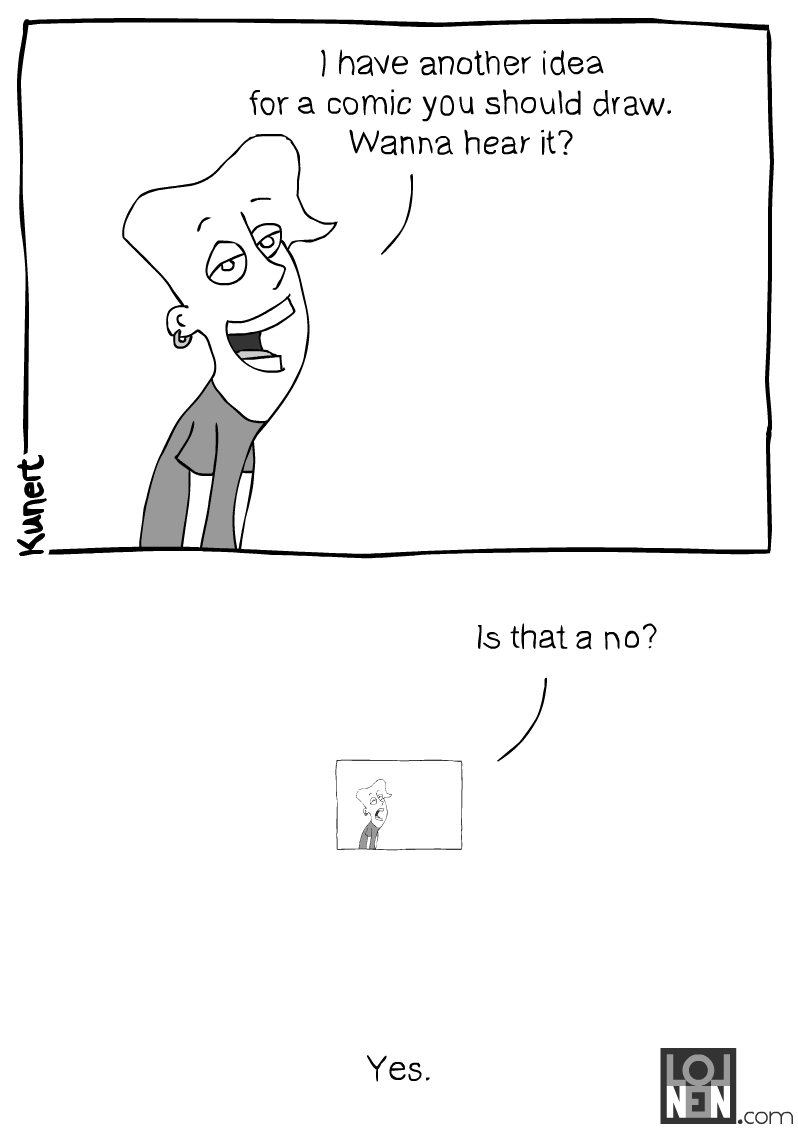 I have another idea
for a comic you should draw.
Wanna hear it?
Kunert
Is that a no?
Yes.
LOL
NEN.com